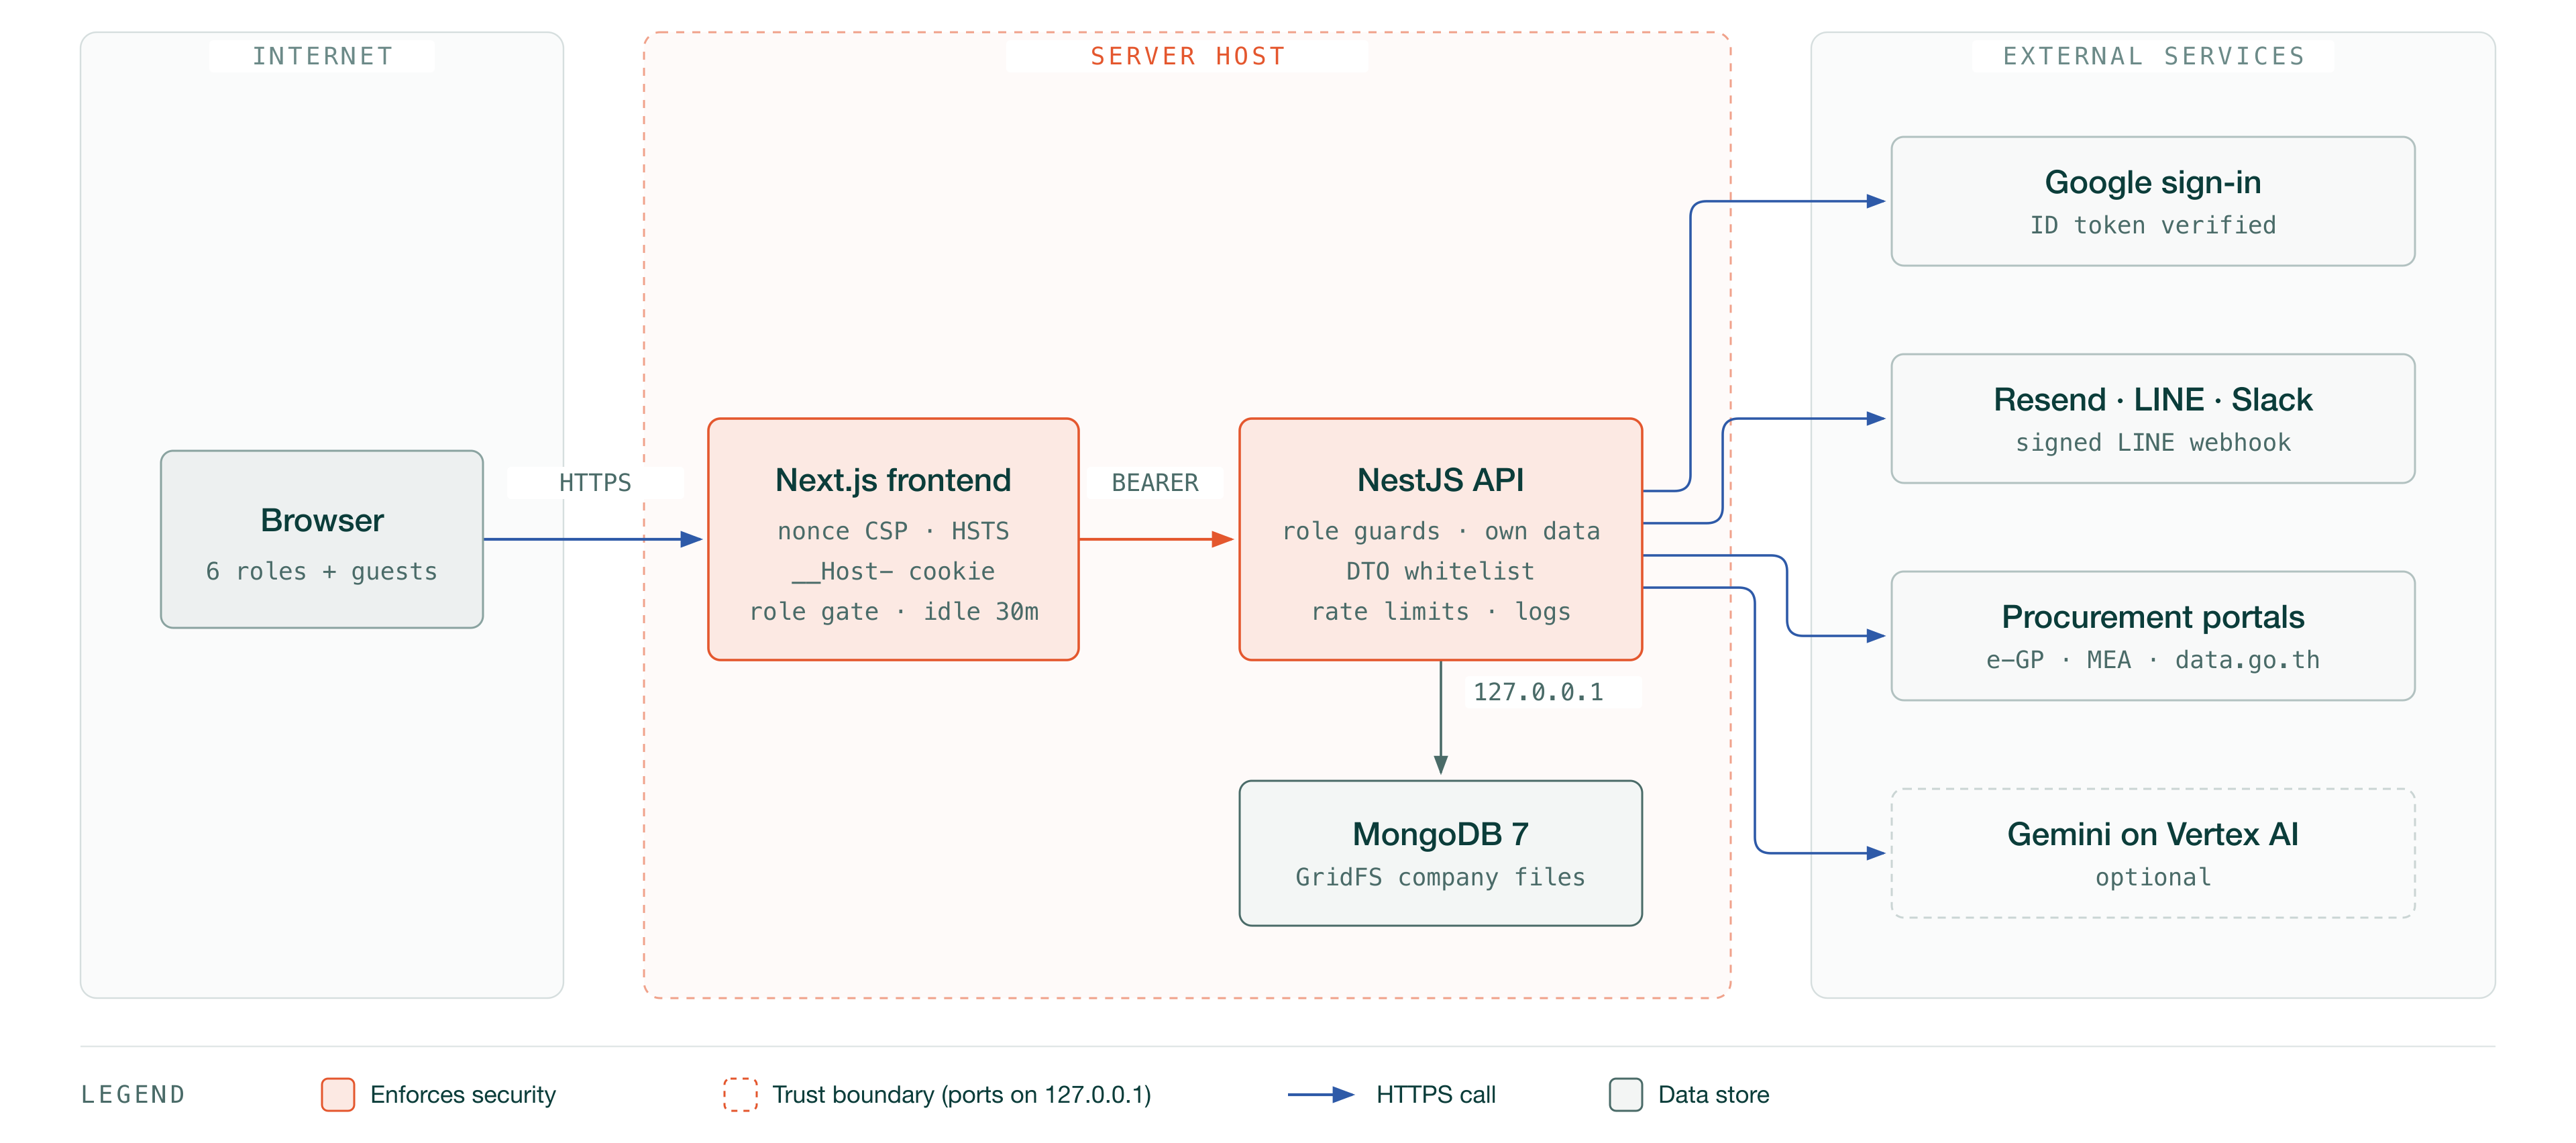 INTERNET
SERVER HOST
EXTERNAL SERVICES
Browser
6 roles + guests
HTTPS
Next.js frontend
nonce CSP · HSTS
__Host- cookie
role gate · idle 30m
BEARER
NestJS API
role guards · own data
DTO whitelist
rate limits · logs
127.0.0.1
MongoDB 7
GridFS company files
Google sign-in
ID token verified
Resend · LINE · Slack
signed LINE webhook
Procurement portals
e-GP · MEA · data.go.th
Gemini on Vertex AI
optional
LEGEND
Enforces security
Trust boundary (ports on 127.0.0.1)
HTTPS call
Data store